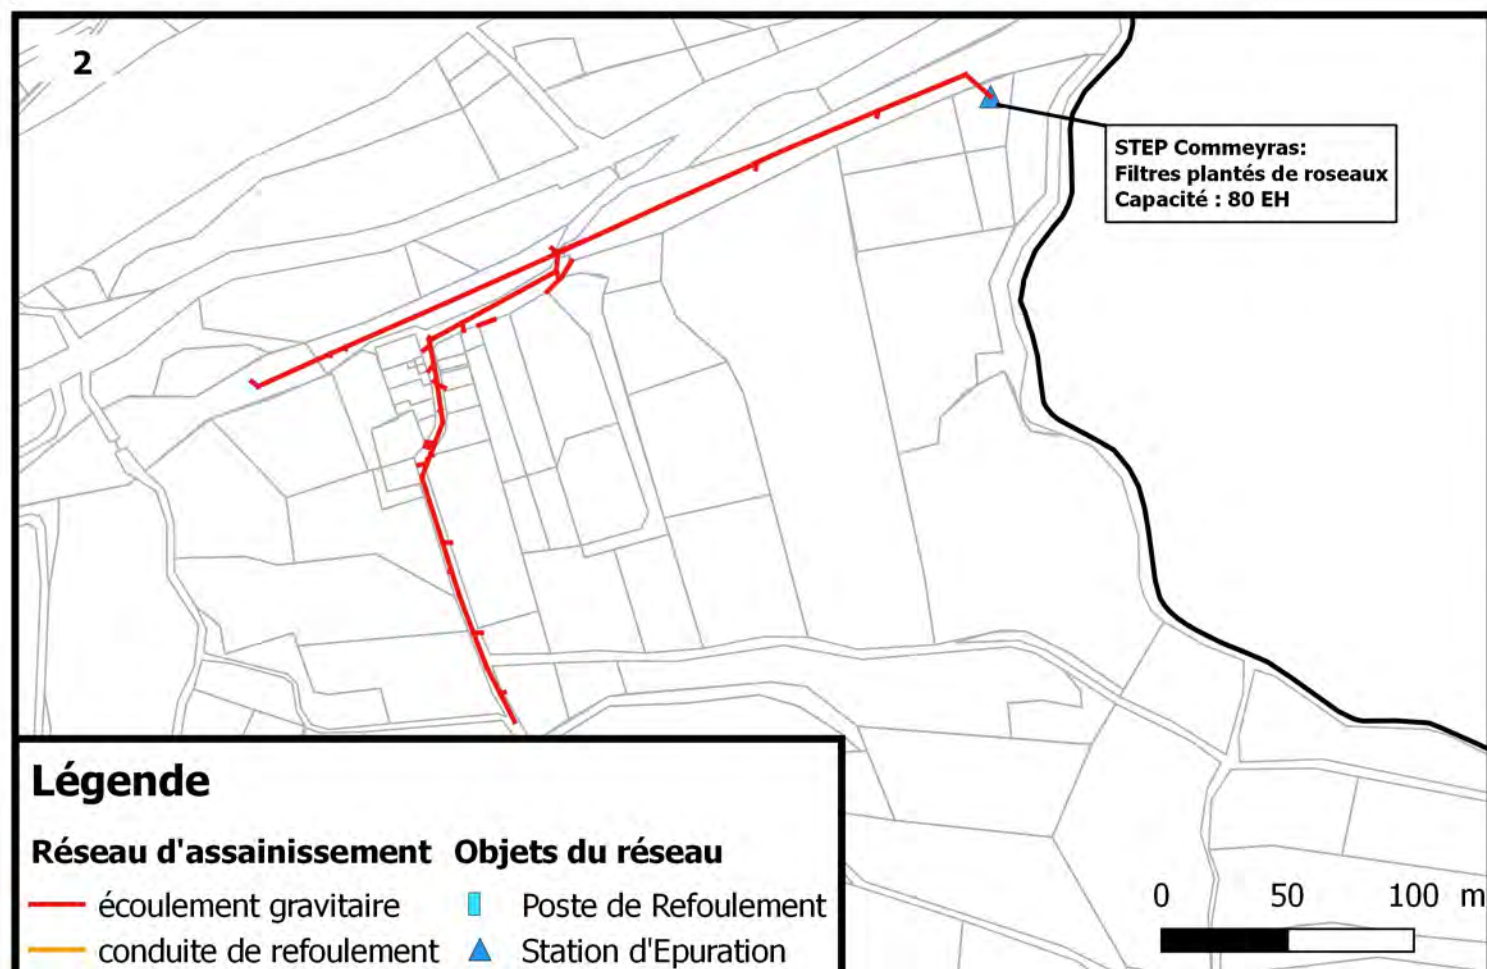 2
STEP Commeyras:
Filtres plantés de roseaux
Capacité : 80 EH
Légende
Réseau d'assainissement
écoulement gravitaire
conduite de refoulement
Objets du réseau
Poste de Refoulement
Station d'Epuration
0 50 100 m